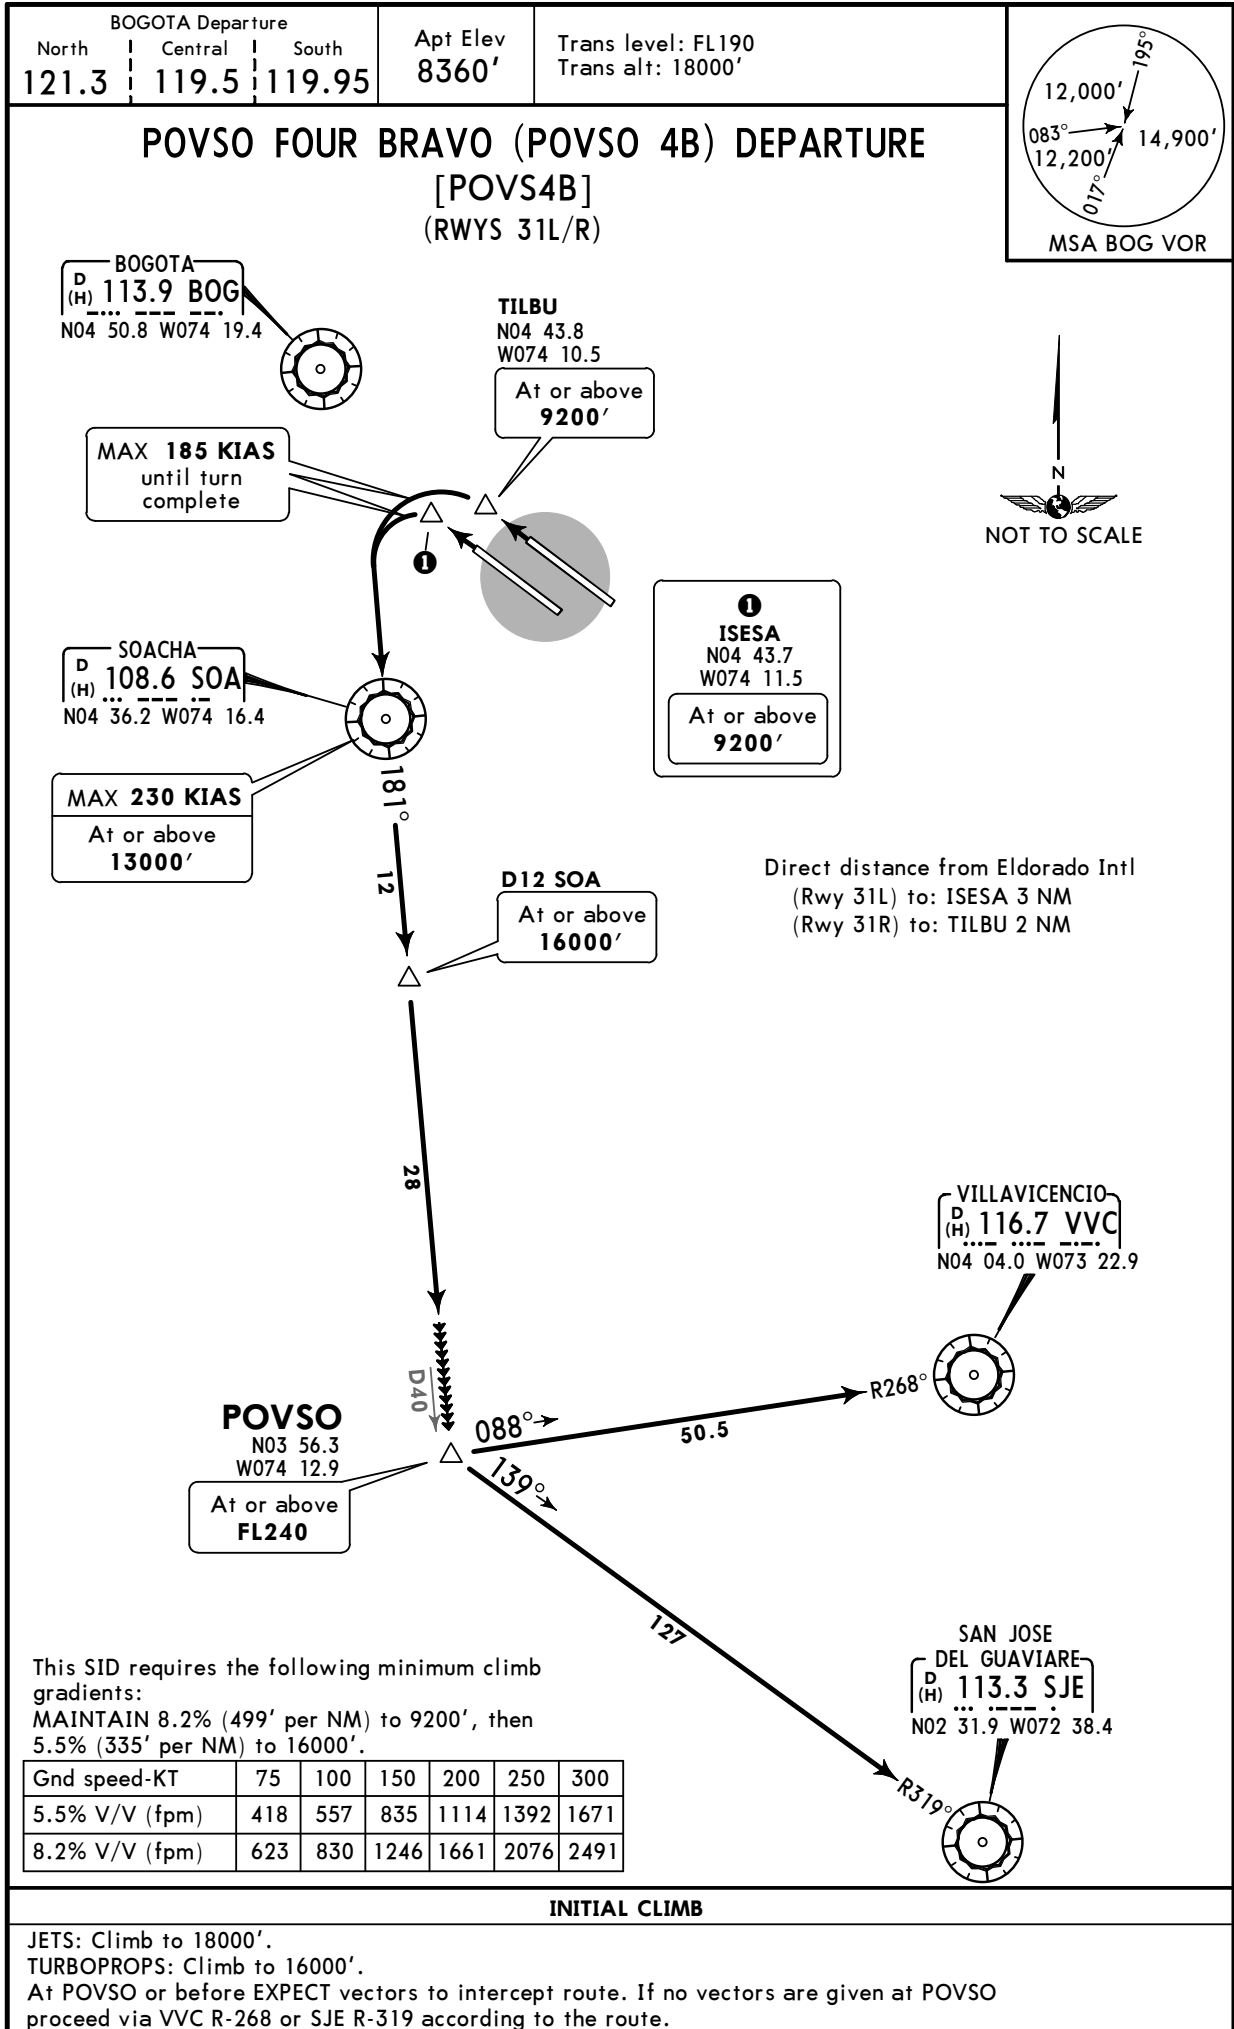 BOGOTA Departure
North Central South
121.3 119.5 119.95
Apt Elev
8360'
Trans level: FL190
Trans alt: 18000'
195°
12,000'
083°
14,900'
12,200'
017°
MSA BOG VOR
POVSO FOUR BRAVO (POVSO 4B) DEPARTURE
[POVS4B]
(RWYS 31L/R)
BOGOTA
D
(H) 113.9 BOG
N04 50.8 W074 19.4
TILBU
N04 43.8
W074 10.5
At or above
9200'
MAX 185 KIAS
until turn
complete
1
N
NOT TO SCALE
1
ISESA
N04 43.7
W074 11.5
At or above
9200'
SOACHA
D
(H) 108.6 SOA
N04 36.2 W074 16.4
MAX 230 KIAS
At or above
13000'
181°
12
D12 SOA
At or above
16000'
Direct distance from Eldorado Intl
(Rwy 31L) to: ISESA 3 NM
(Rwy 31R) to: TILBU 2 NM
28
VILLAVICENCIO
D
(H) 116.7 VVC
N04 04.0 W073 22.9
D40
R268°
POVSO
N03 56.3
W074 12.9
At or above
FL240
088°
50.5
139°
127
SAN JOSE
DEL GUAVIARE
D
(H) 113.3 SJE
N02 31.9 W072 38.4
R319°
This SID requires the following minimum climb
gradients:
MAINTAIN 8.2% (499' per NM) to 9200', then
5.5% (335' per NM) to 16000'.
Gnd speed-KT 75 100 150 200 250 300
5.5% V/V (fpm) 418 557 835 1114 1392 1671
8.2% V/V (fpm) 623 830 1246 1661 2076 2491
INITIAL CLIMB
JETS: Climb to 18000'.
TURBOPROPS: Climb to 16000'.
At POVSO or before EXPECT vectors to intercept route. If no vectors are given at POVSO
proceed via VVC R-268 or SJE R-319 according to the route.